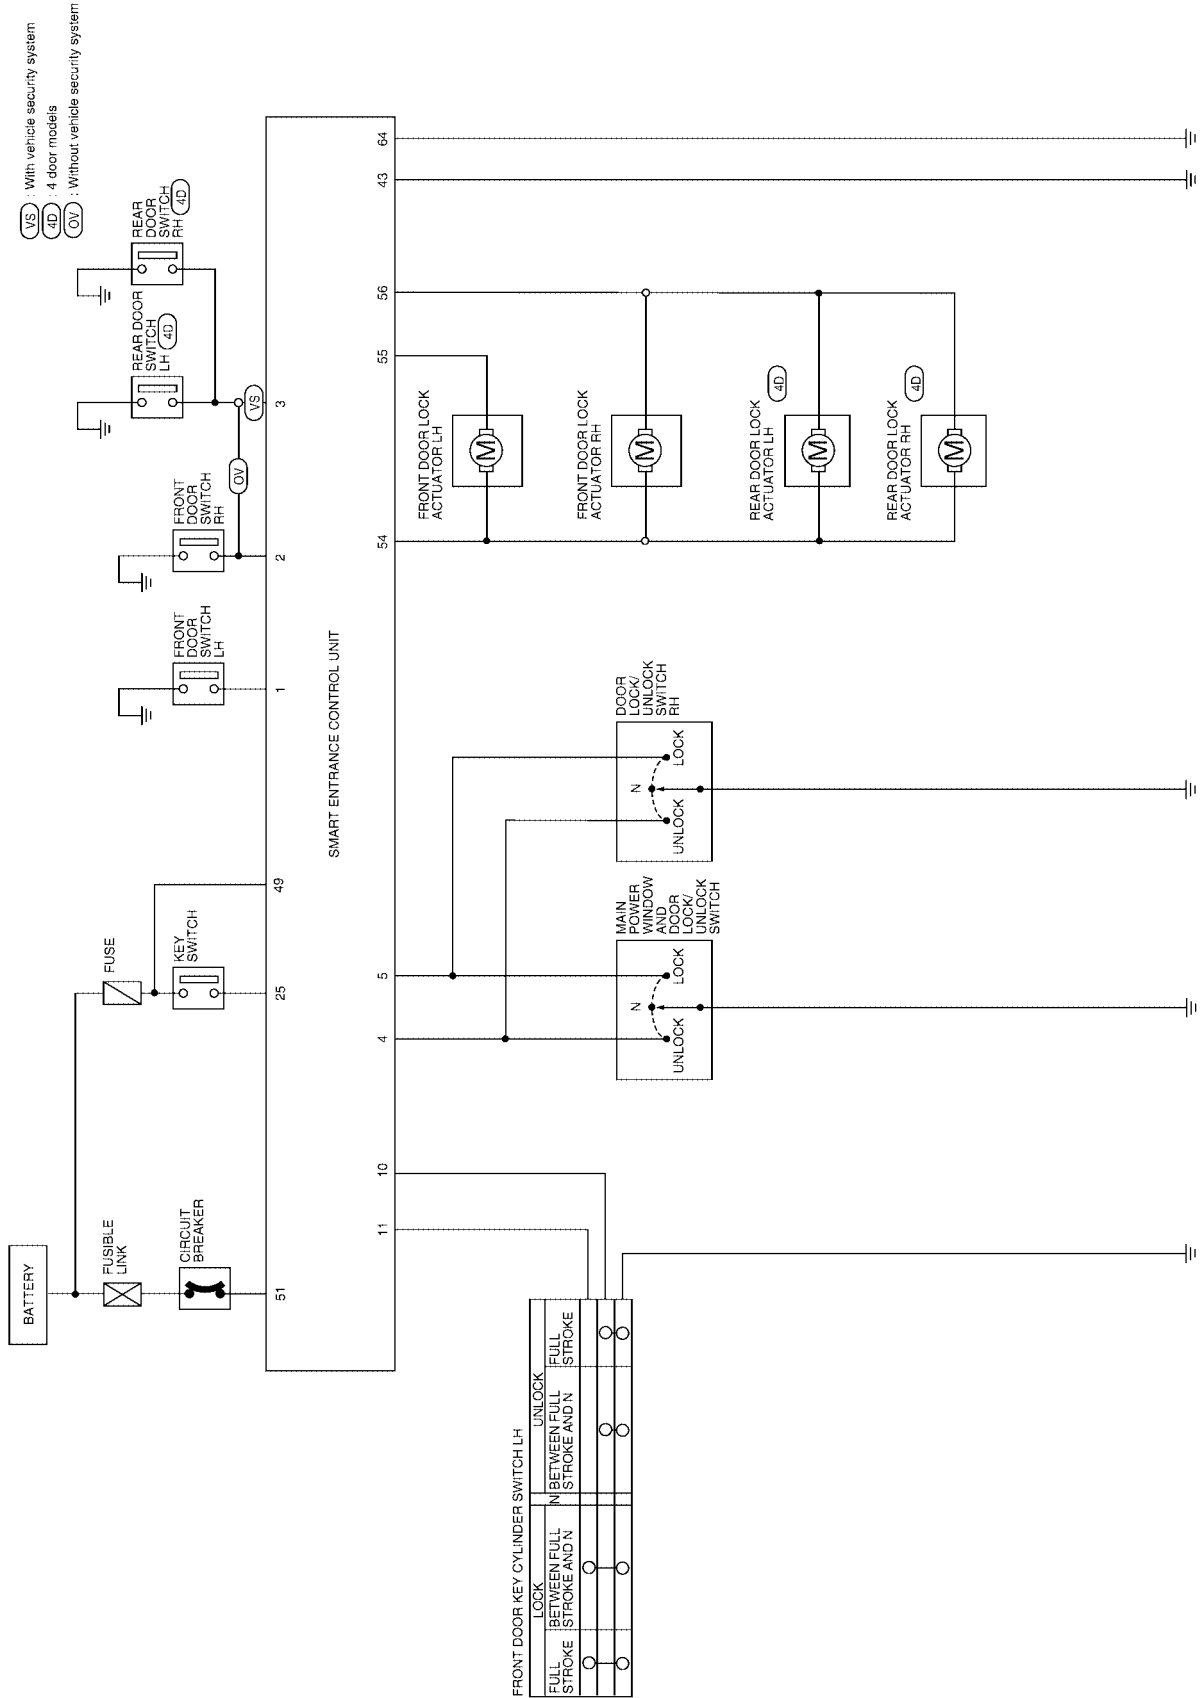 VS : With vehicle security system
4D : 4 door models
OV : Without vehicle security system
BATTERY
FUSIBLE
LINK
CIRCUIT
BREAKER
FUSE
KEY
SWITCH
FRONT
DOOR
SWITCH
LH
FRONT
DOOR
SWITCH
RH
OV
REAR DOOR
SWITCH
LH 4D
REAR
DOOR
SWITCH
RH 4D
VS
51
25
49
1
2
3
SMART ENTRANCE CONTROL UNIT
11
10
4
5
54
55
56
43
64
FRONT DOOR KEY CYLINDER SWITCH LH
LOCK
N
UNLOCK
FULL
STROKE
BETWEEN FULL
STROKE AND N
BETWEEN FULL
STROKE AND N
FULL
STROKE
MAIN
POWER
WINDOW
AND
DOOR
LOCK/
UNLOCK
SWITCH
N
UNLOCK
LOCK
DOOR
LOCK/
UNLOCK
SWITCH
RH
N
UNLOCK
LOCK
FRONT DOOR LOCK
ACTUATOR LH
M
FRONT DOOR LOCK
ACTUATOR RH
M
REAR DOOR LOCK
ACTUATOR LH
4D
M
REAR DOOR LOCK
ACTUATOR RH
4D
M